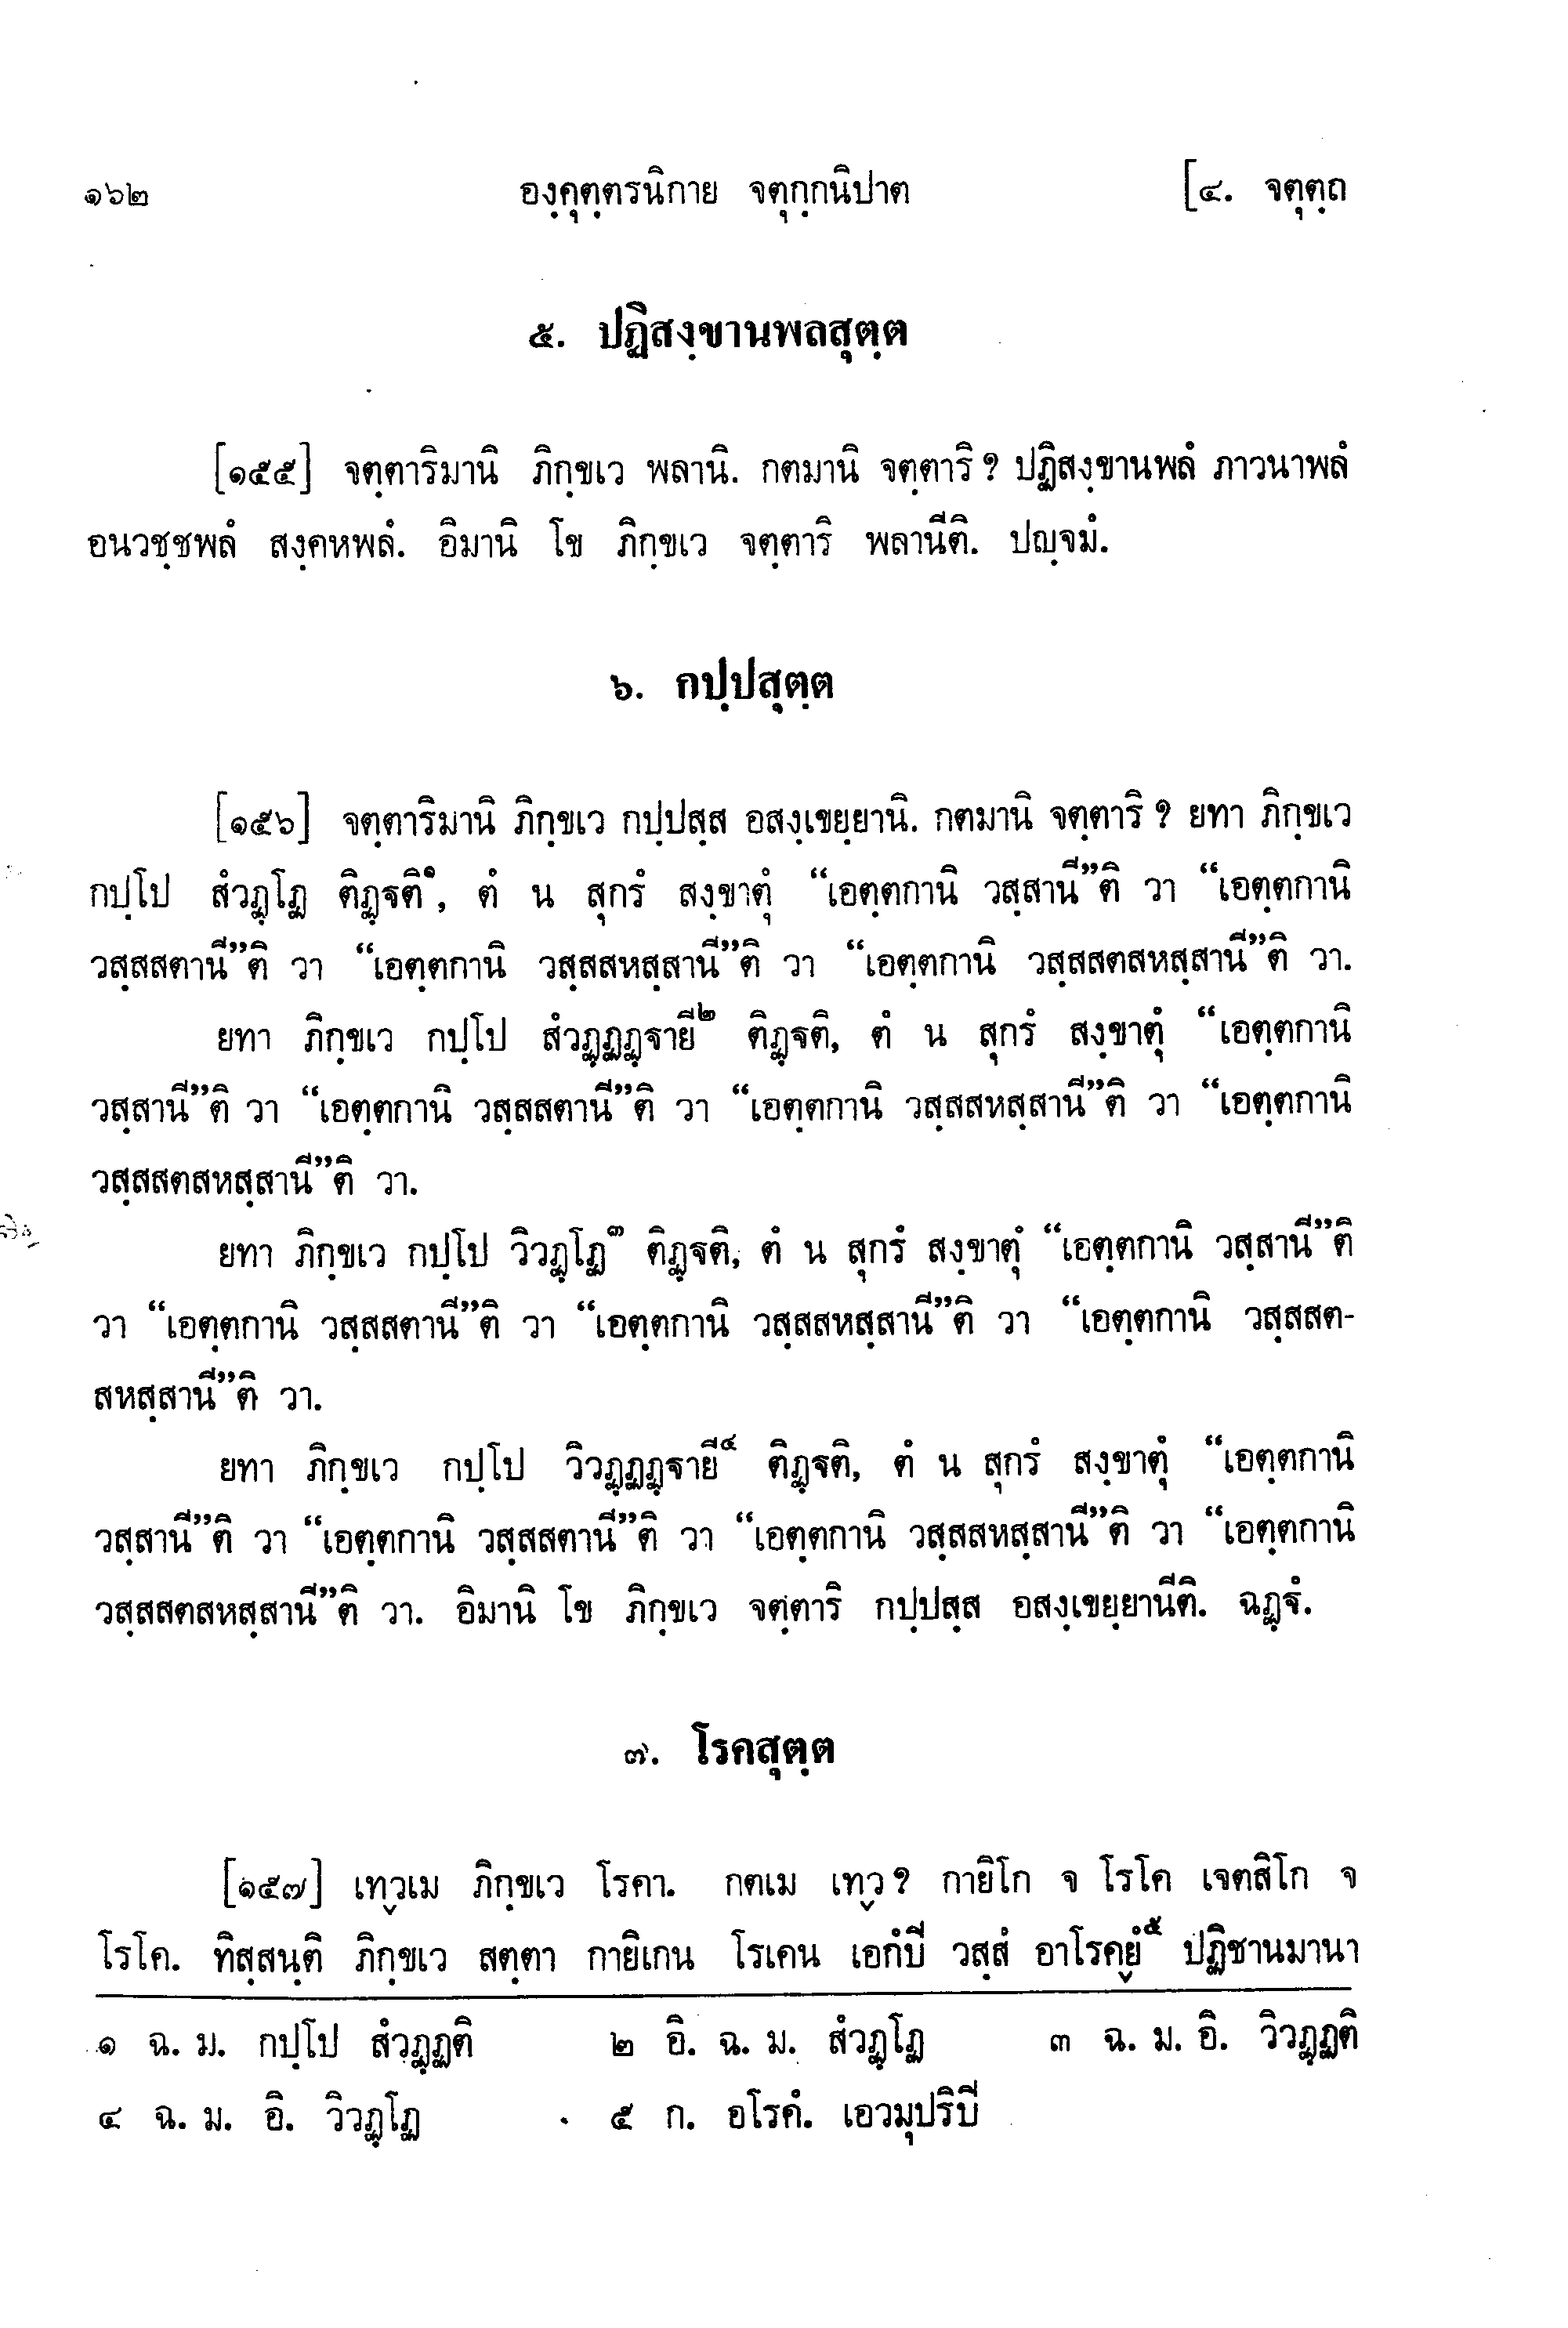 ๑๖๒ องฺคุตฺตรนิกาย จตุกฺกนิปาต [๔. จตุตฺถ
๕. ปฏิสงฺขานพลสุตฺต
[๑๕๕] จตฺตาริมานิ ภิกฺขเว พลานิ. กตมานิ จตฺตาริ ? ปฏิสงฺขานพลํ ภาวนาพลํ
อนวชฺชพลํ สงฺคหพลํ. อิมานิ โข ภิกฺขเว จตฺตาริ พลานีติ. ปญฺจมํ.
๖. กปฺปสุตฺต
[๑๕๖] จตฺตาริมานิ ภิกฺขเว กปฺปสฺส อสงฺเขยฺยานิ. กตมานิ จตฺตาริ ? ยทา ภิกฺขเว
กปฺโป สํวฏฺโฏ ติฏฺฐติ๑, ตํ น สุกรํ สงฺขาตุํ “เอตฺตกานิ วสฺสานี”ติ วา “เอตฺตกานิ
วสฺสสตานี”ติ วา “เอตฺตกานิ วสฺสสหสฺสานี”ติ วา “เอตฺตกานิ วสฺสสตสหสฺสานี”ติ วา.
ยทา ภิกฺขเว กปฺโป สํวฏฺฏฏฺฐายี๒ ติฏฺฐติ, ตํ น สุกรํ สงฺขาตุํ “เอตฺตกานิ
วสฺสานี”ติ วา “เอตฺตกานิ วสฺสสตานี”ติ วา “เอตฺตกานิ วสฺสสหสฺสานี”ติ วา “เอตฺตกานิ
วสฺสสตสหสฺสานี”ติ วา.
ยทา ภิกฺขเว กปฺโป วิวฏฺโฏ๓ ติฏฺฐติ, ตํ น สุกรํ สงฺขาตุํ “เอตฺตกานิ วสฺสานี”ติ
วา “เอตฺตกานิ วสฺสสตานี”ติ วา “เอตฺตกานิ วสฺสสหสฺสานี”ติ วา “เอตฺตกานิ วสฺสสต-
สหสฺสานี”ติ วา.
ยทา ภิกฺขเว กปฺโป วิวฏฺฏฏฺฐายี๔ ติฏฺฐติ, ตํ น สุกรํ สงฺขาตุํ “เอตฺตกานิ
วสฺสานี”ติ วา “เอตฺตกานิ วสฺสสตานี”ติ วา “เอตฺตกานิ วสฺสสหสฺสานี”ติ วา “เอตฺตกานิ
วสฺสสตสหสฺสานี”ติ วา. อิมานิ โข ภิกฺขเว จตฺตาริ กปฺปสฺส อสงฺเขยฺยานีติ. ฉฏฺฐํ.
๗. โรคสุตฺต
[๑๕๗] เทฺวเม ภิกฺขเว โรคา. กตเม เทฺว ? กายิโก จ โรโค เจตสิโก จ
โรโค. ทิสฺสนฺติ ภิกฺขเว สตฺตา กายิเกน โรเคน เอกํปิ วสฺสํ อาโรคฺยํ๕ ปฏิชานมานา
๑ ฉ. ม. กปฺโป สํวฏฺฏติ ๒ อิ. ฉ. ม. สํวฏฺโฏ ๓ ฉ. ม. อิ. วิวฏฺฏติ
๔ ฉ. ม. อิ. วิวฏฺโฏ ๕ ก. อโรคํ. เอวมุปริปิ